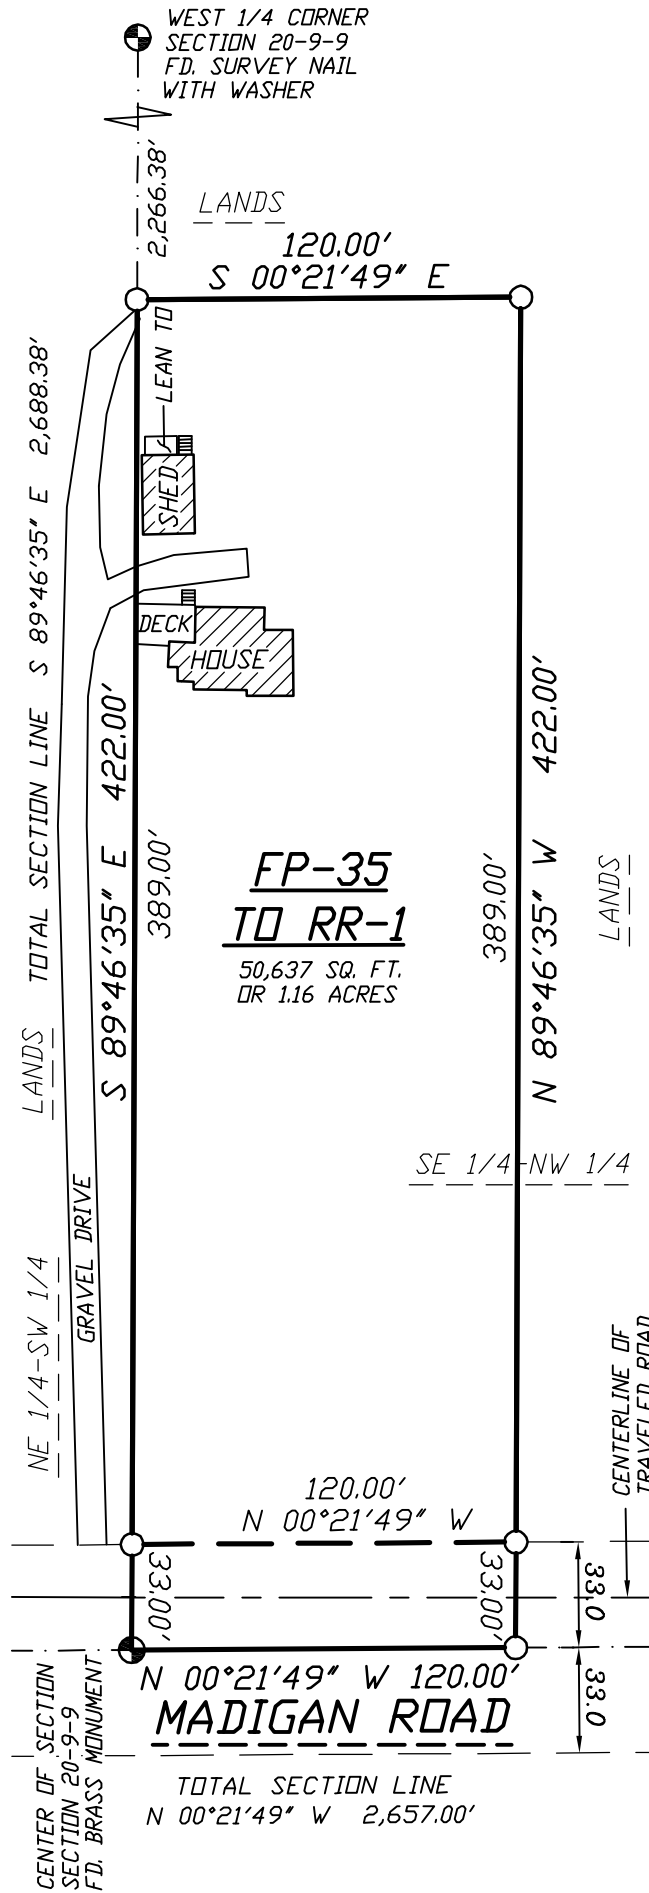 WEST 1/4 CORNER
SECTION 20-9-9
FD. SURVEY NAIL
WITH WASHER
2,266.38'
LANDS
120.00'
S 00°21'49" E
LEAN TO
SHED
DECK
HOUSE
TOTAL SECTION LINE S 89°46'35" E 2,688.38'
S 89°46'35" E 422.00'
389.00'
FP-35
TO RR-1
50,637 SQ. FT.
OR 1.16 ACRES
389.00'
N 89°46'35" W 422.00'
LANDS
LANDS
SE 1/4-NW 1/4
GRAVEL DRIVE
NE 1/4-SW 1/4
CENTERLINE OF
TRAVELED ROAD
120.00'
N 00°21'49" W
33.00'
33.00'
33.0
33.0
N 00°21'49" W 120.00'
MADIGAN ROAD
CENTER OF SECTION
SECTION 20-9-9
FD. BRASS MONUMENT
TOTAL SECTION LINE
N 00°21'49" W 2,657.00'